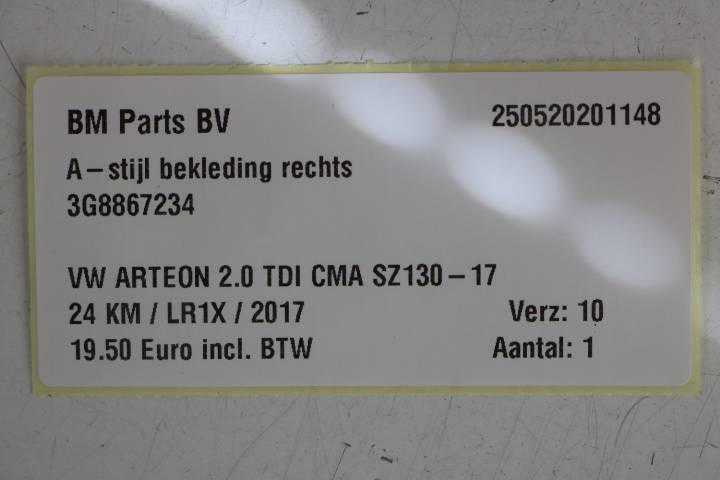 BM Parts BV 250520201148
A-stijl bekleding rechts
3G8867234
VW ARTEON 2.0 TDI CMA SZ130-17
24 KM / LR1X / 2017 Verz: 10
19.50 Euro incl. BTW Aantal: 1